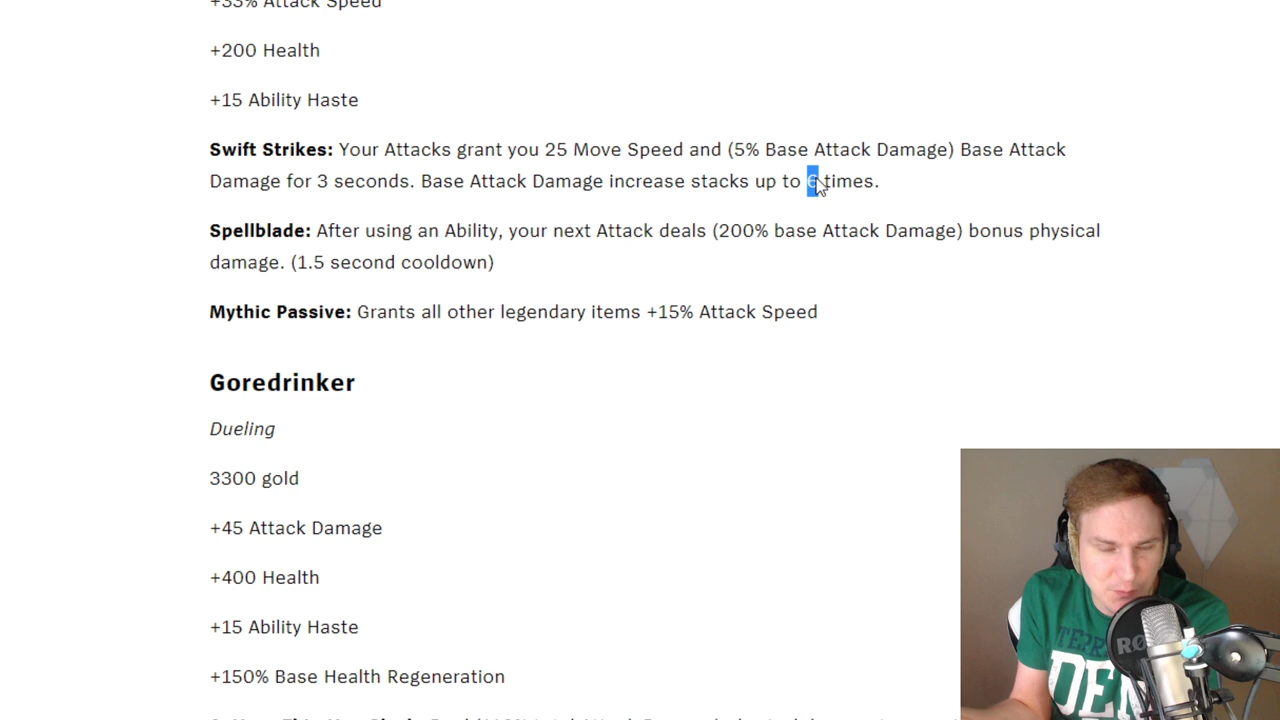 +33% Attack Speed
+200 Health
+15 Ability Haste
Swift Strikes: Your Attacks grant you 25 Move Speed and (5% Base Attack Damage) Base Attack
Damage for 3 seconds. Base Attack Damage increase stacks up to 6 times.
Spellblade: After using an Ability, your next Attack deals (200% base Attack Damage) bonus physical
damage. (1.5 second cooldown)
Mythic Passive: Grants all other legendary items +15% Attack Speed
Goredrinker
Dueling
3300 gold
+45 Attack Damage
+400 Health
+15 Ability Haste
+150% Base Health Regeneration
RØ
DEN